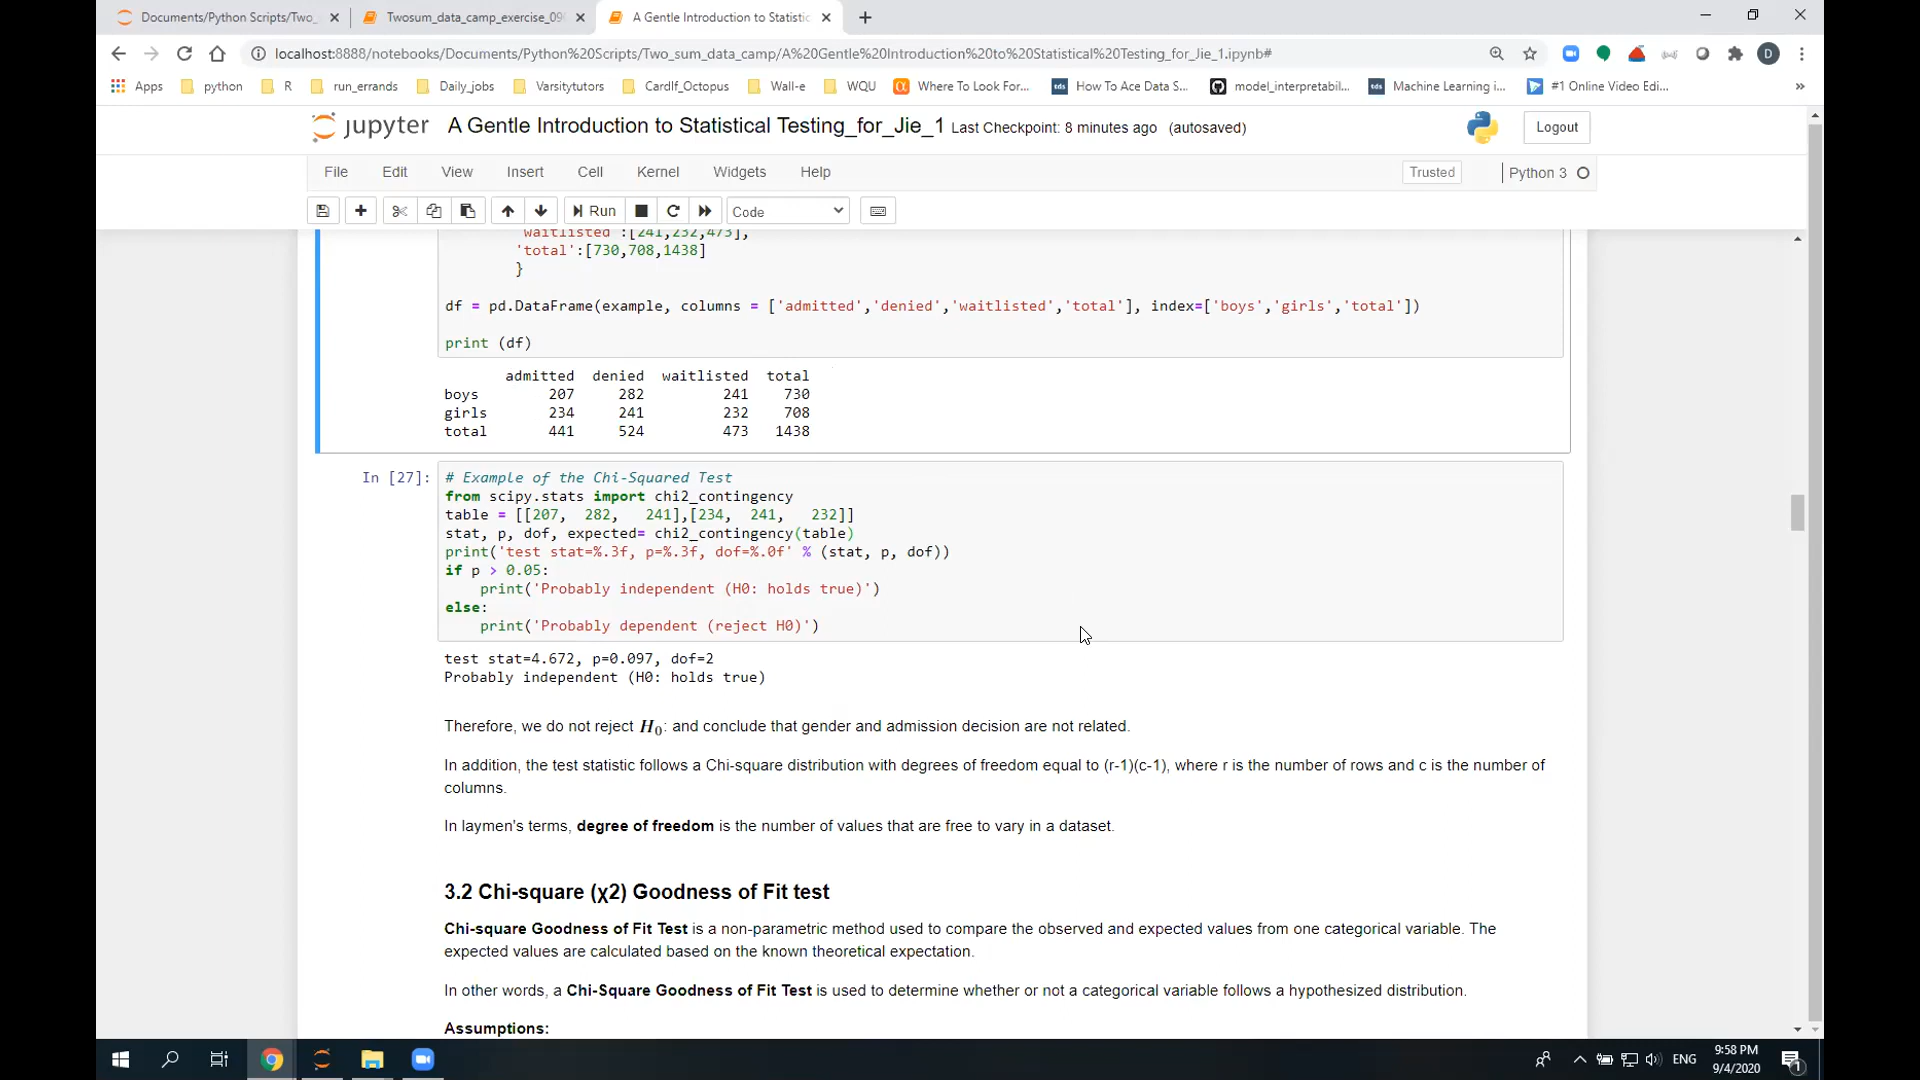 Documents/Python Scripts/Two_
Twosum_data_camp_exercise_09
A Gentle Introduction to Statistic
localhost:8888/notebooks/Documents/Python%20Scripts/Two_sum_data_camp/A%20Gentle%20Introduction%20to%20Statistical%20Testing_for_Jie_1.ipynb#
D
Apps python R run_errands Daily_jobs Varsitytutors Cardlf_Octopus Wall-e WQU Where To Look For... How To Ace Data S... model_interpretabil... Machine Learning i... #1 Online Video Edi... »
jupyter A Gentle Introduction to Statistical Testing_for_Jie_1 Last Checkpoint: 8 minutes ago (autosaved)
Logout
File Edit View Insert Cell Kernel Widgets Help
Trusted
Python 3
Run
Code
'waitlisted':[241,232,473],
'total':[730,708,1438]
}
df = pd.DataFrame(example, columns = ['admitted','denied','waitlisted','total'], index=['boys','girls','total'])
print (df)
admitted denied waitlisted total
boys 207 282 241 730
girls 234 241 232 708
total 441 524 473 1438
In [27]:
# Example of the Chi-Squared Test
from scipy.stats import chi2_contingency
table = [[207, 282, 241],[234, 241, 232]]
stat, p, dof, expected= chi2_contingency(table)
print('test stat=%.3f, p=%.3f, dof=%.0f' % (stat, p, dof))
if p > 0.05:
print('Probably independent (H0: holds true)')
else:
print('Probably dependent (reject H0)')
test stat=4.672, p=0.097, dof=2
Probably independent (H0: holds true)
Therefore, we do not reject H0: and conclude that gender and admission decision are not related.
In addition, the test statistic follows a Chi-square distribution with degrees of freedom equal to (r-1)(c-1), where r is the number of rows and c is the number of
columns.
In laymen's terms, degree of freedom is the number of values that are free to vary in a dataset.
3.2 Chi-square (χ2) Goodness of Fit test
Chi-square Goodness of Fit Test is a non-parametric method used to compare the observed and expected values from one categorical variable. The
expected values are calculated based on the known theoretical expectation.
In other words, a Chi-Square Goodness of Fit Test is used to determine whether or not a categorical variable follows a hypothesized distribution.
Assumptions:
ENG
9:58 PM
9/4/2020
1